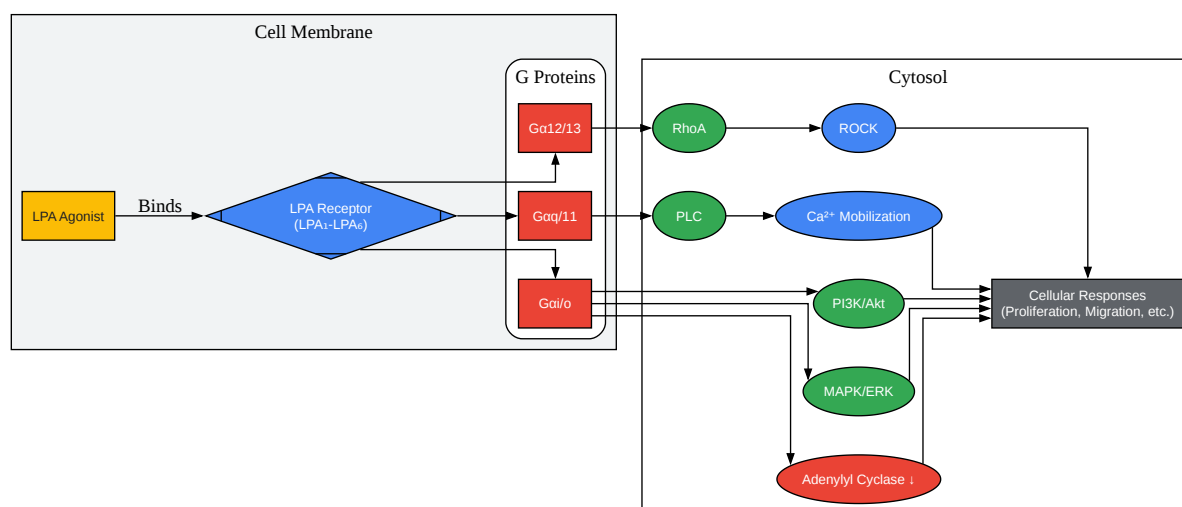 Cell Membrane
G Proteins
Cytosol
Gα12/13
RhoA
ROCK
LPA Agonist
Binds
LPA Receptor
(LPA₁-LPA₆)
Gαq/11
PLC
Ca²⁺ Mobilization
Gαi/o
PI3K/Akt
Cellular Responses
(Proliferation, Migration, etc.)
MAPK/ERK
Adenylyl Cyclase ↓